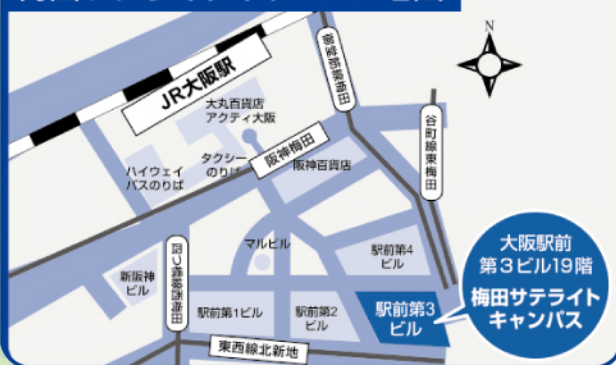 N
JR大阪駅
御堂筋線梅田
大丸百貨店
アクティ大阪
谷町線東梅田
阪神梅田
タクシー
のりば
阪神百貨店
ハイウェイ
バスのりば
マルビル
四つ橋線西梅田
駅前第4
ビル
新阪神
ビル
大阪駅前
第3ビル19階
梅田サテライト
キャンパス
駅前第1ビル
駅前第2
ビル
駅前第3
ビル
東西線北新地